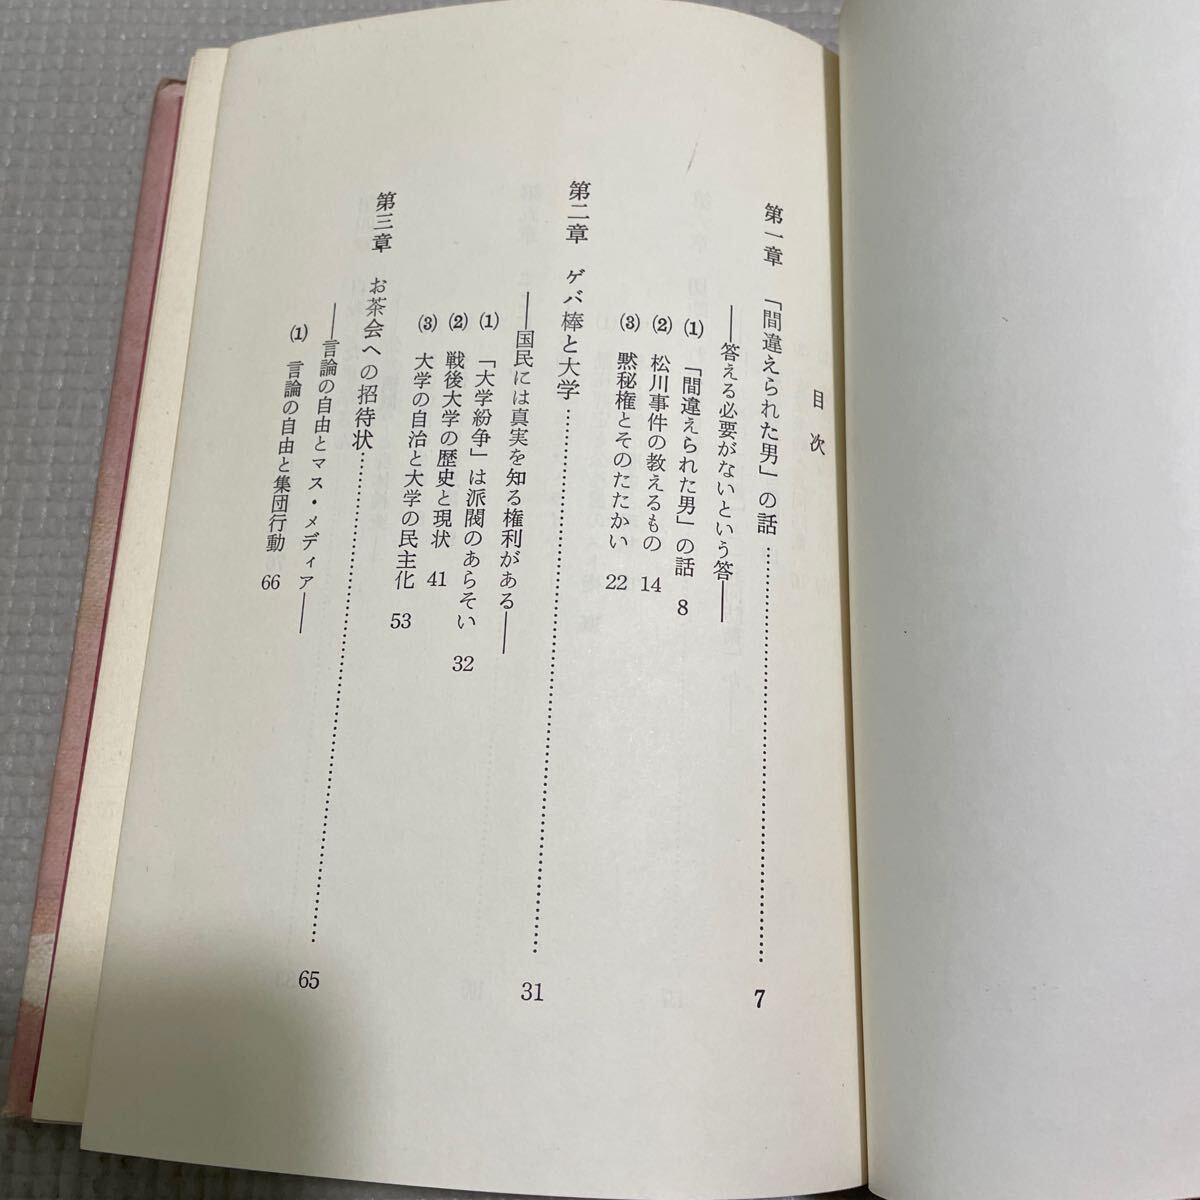 目次
第一章 「間違えられた男」の話……………………7
――答える必要がないという答――
(1) 「間違えられた男」の話 8
(2) 松川事件の教えるもの 14
(3) 黙秘権とそのたたかい 22
第二章 ゲバ棒と大学……………………31
――国民には真実を知る権利がある――
(1) 「大学紛争」は派閥のあらそい 32
(2) 戦後大学の歴史と現状 41
(3) 大学の自治と大学の民主化 53
第三章 お茶会への招待状……………………65
――言論の自由とマス・メディア――
(1) 言論の自由と集団行動 66